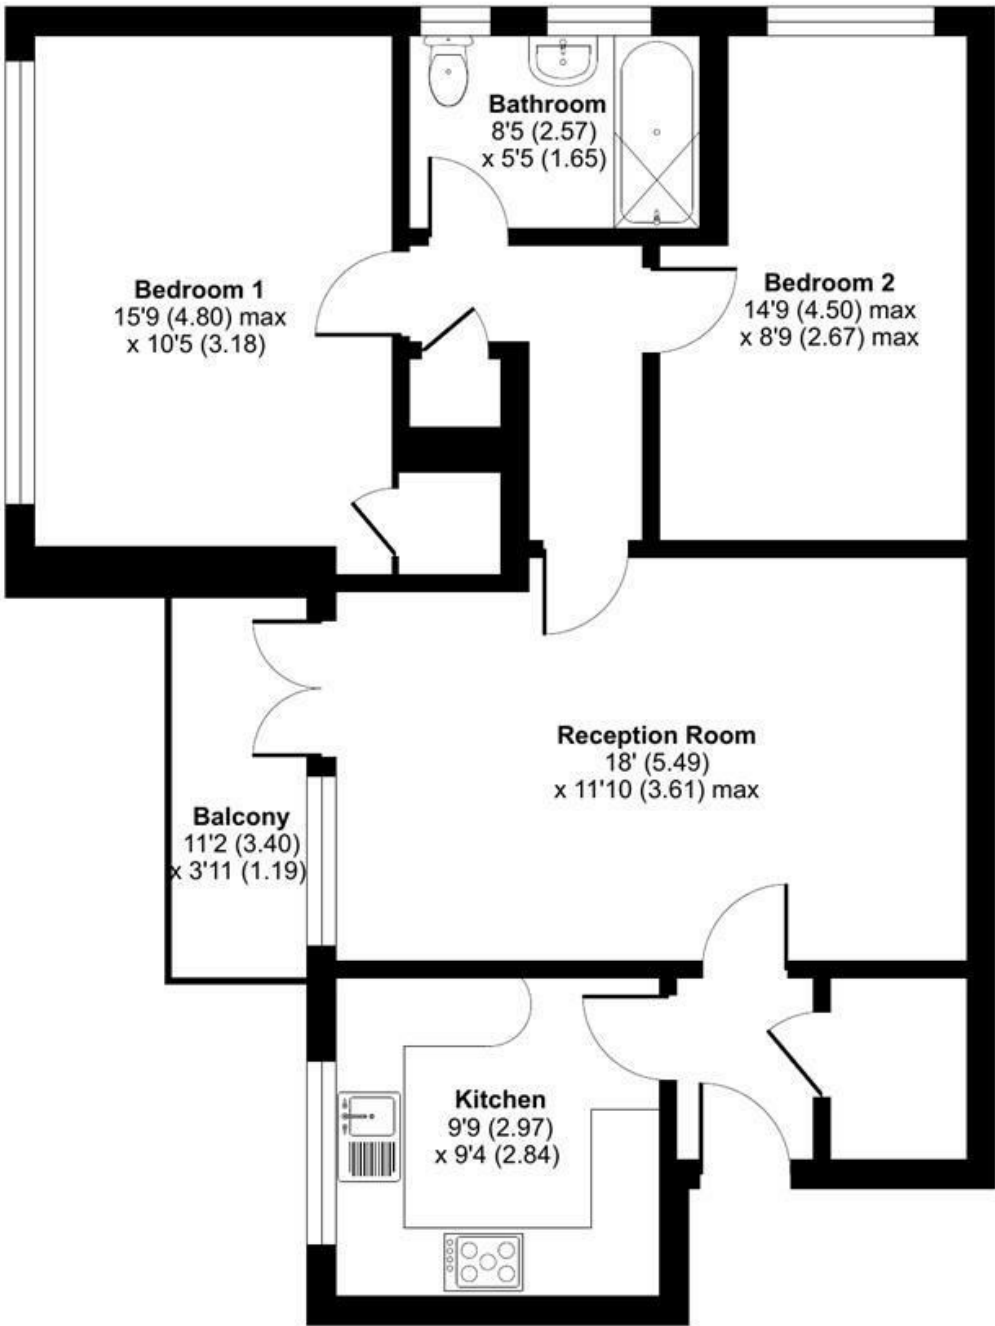 Bathroom
8'5 (2.57)
x 5'5 (1.65)
Bedroom 1
15'9 (4.80) max
x 10'5 (3.18)
Bedroom 2
14'9 (4.50) max
x 8'9 (2.67) max
Reception Room
18' (5.49)
x 11'10 (3.61) max
Balcony
11'2 (3.40)
x 3'11 (1.19)
Kitchen
9'9 (2.97)
x 9'4 (2.84)